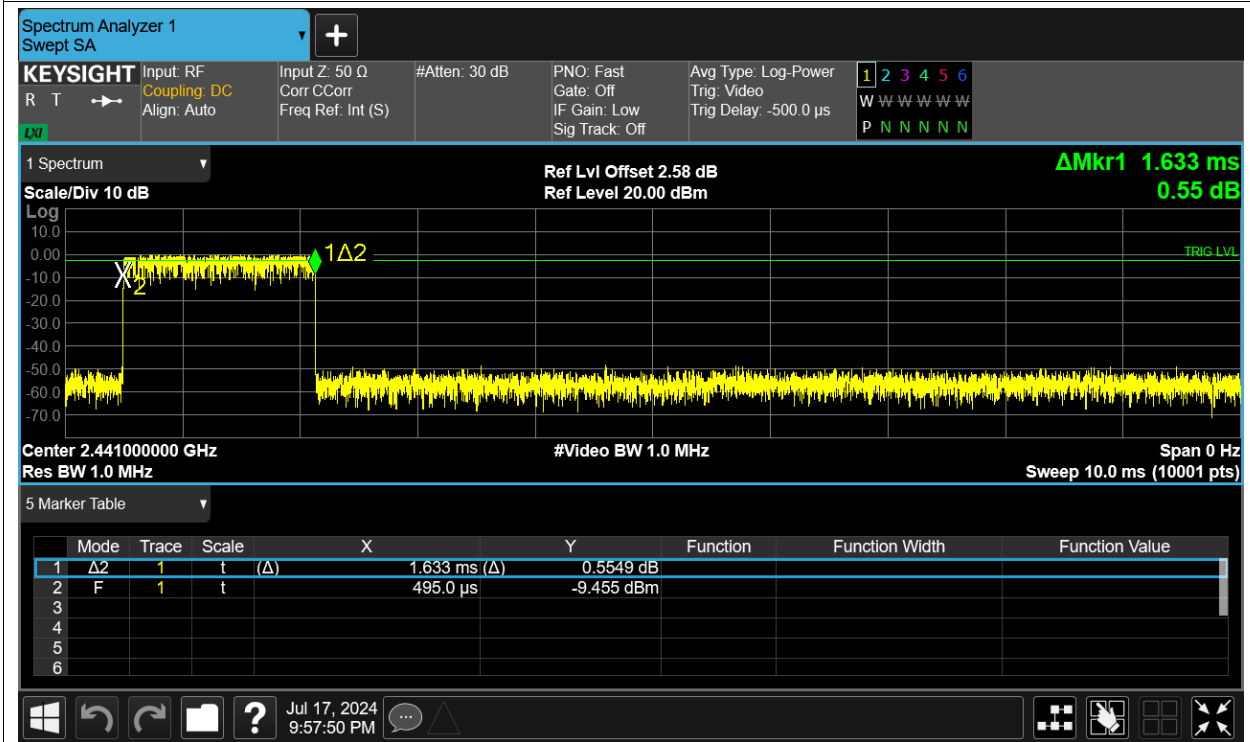 Spectrum Analyzer 1
Swept SA
KEYSIGHT
R T
LXI
Input: RF
Coupling: DC
Align: Auto
Input Z: 50 Ω
Corr CCorr
Freq Ref: Int (S)
#Atten: 30 dB
PNO: Fast
Gate: Off
IF Gain: Low
Sig Track: Off
Avg Type: Log-Power
Trig: Video
Trig Delay: -500.0 µs
1 2 3 4 5 6
W W W W W W
P N N N N N
1 Spectrum
Scale/Div 10 dB
Ref Lvl Offset 2.58 dB
Ref Level 20.00 dBm
ΔMkr1 1.633 ms
0.55 dB
Log
10.0
0.00
-10.0
-20.0
-30.0
-40.0
-50.0
-60.0
-70.0
1Δ2
X2
TRIG LVL
Center 2.441000000 GHz
#Video BW 1.0 MHz
Span 0 Hz
Res BW 1.0 MHz
Sweep 10.0 ms (10001 pts)
5 Marker Table
Mode Trace Scale X Y Function Function Width Function Value
1 Δ2 1 t (Δ) 1.633 ms (Δ) 0.5549 dB
2 F 1 t 495.0 µs -9.455 dBm
3
4
5
6
?
Jul 17, 2024
9:57:50 PM